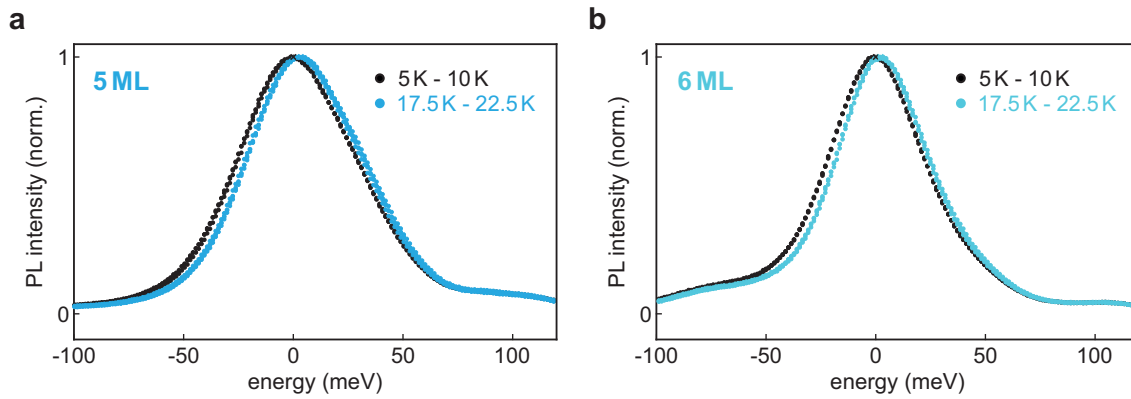 a
5 ML
5 K - 10 K
17.5 K - 22.5 K
PL intensity (norm.)
1
0
-100
-50
0
50
100
energy (meV)
b
6 ML
5 K - 10 K
17.5 K - 22.5 K
PL intensity (norm.)
1
0
-100
-50
0
50
100
energy (meV)